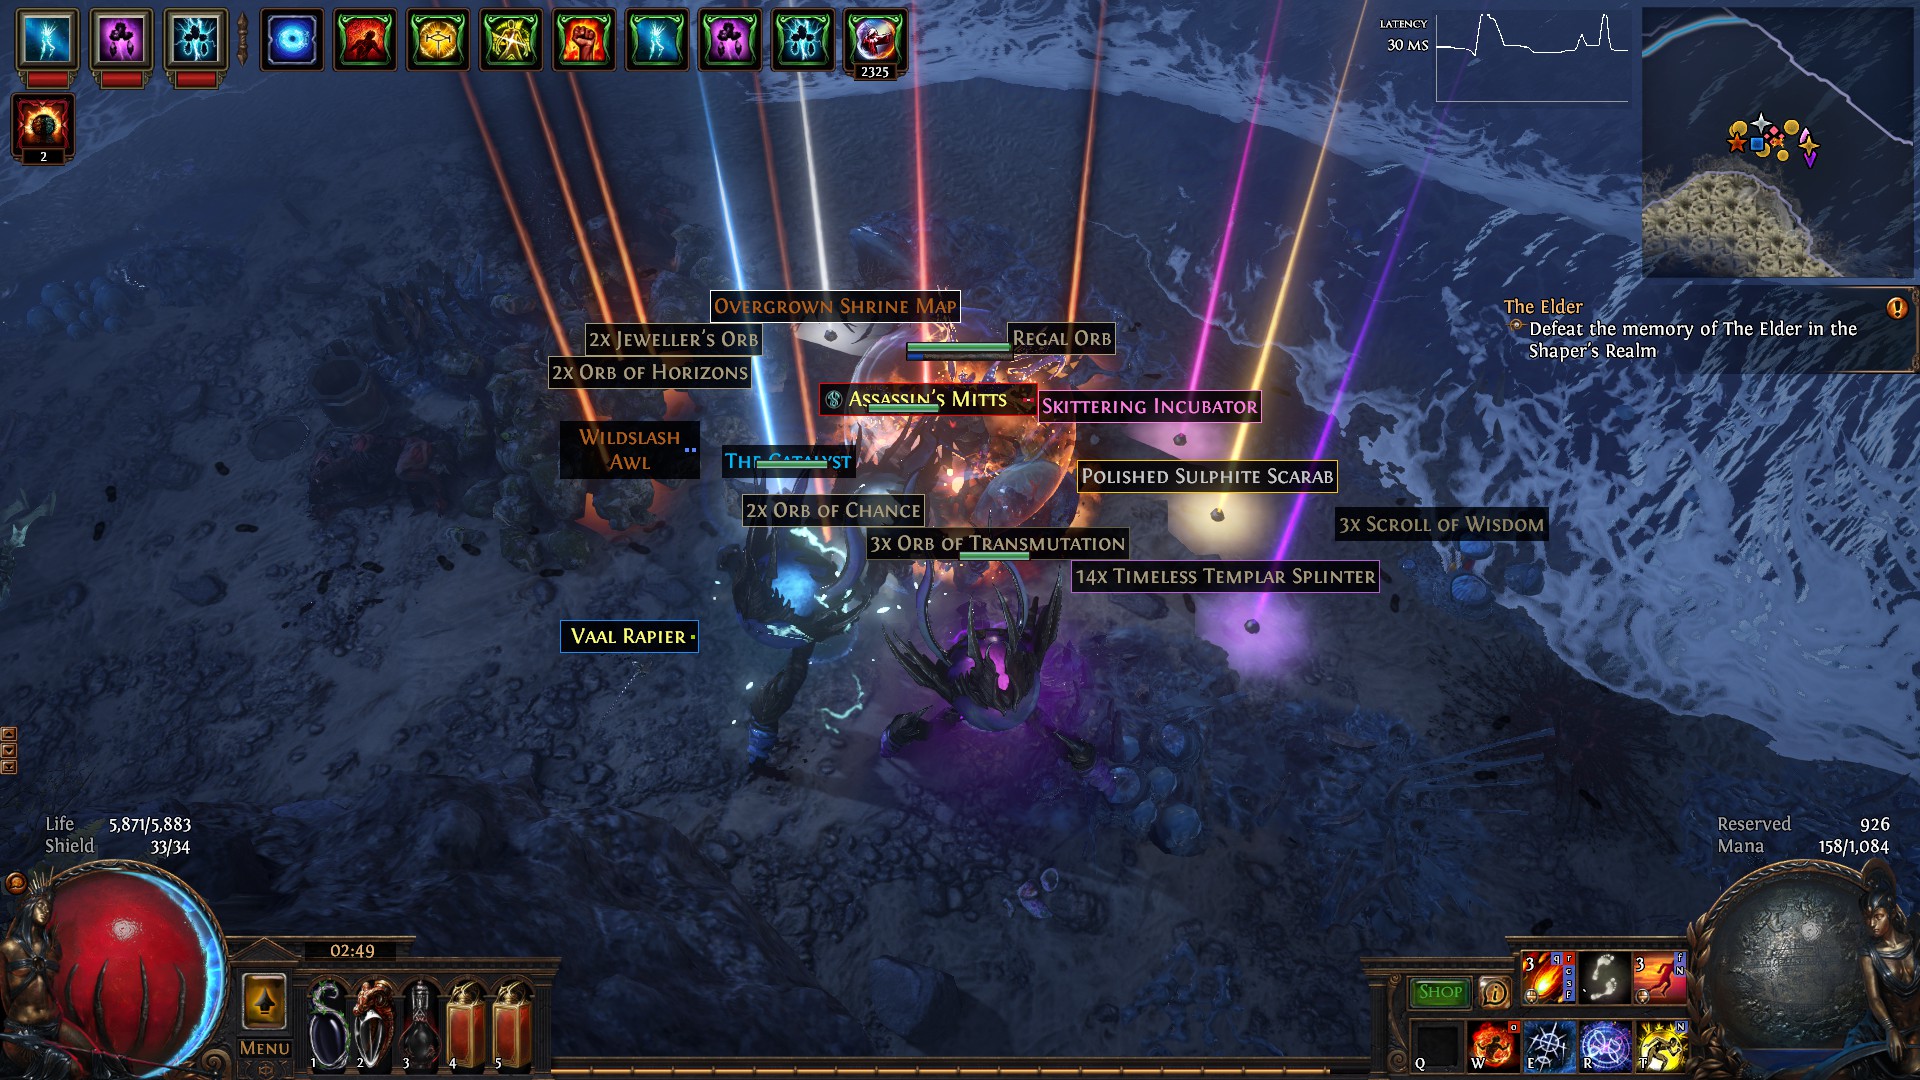 LATENCY
30 MS
2325
2
The Elder
Defeat the memory of The Elder in the
Shaper's Realm
Overgrown Shrine Map
2x Jeweller's Orb
Regal Orb
2x Orb of Horizons
Assassin's Mitts
Skittering Incubator
Wildslash
Awl
The Catalyst
Polished Sulphite Scarab
2x Orb of Chance
3x Scroll of Wisdom
3x Orb of Transmutation
14x Timeless Templar Splinter
Vaal Rapier
Life 5,871/5,883
Shield 33/34
Reserved 926
Mana 158/1,084
02:49
Menu
1 2 3 4 5
Shop
3 q r c s F
3 f N
Q W o E R T N